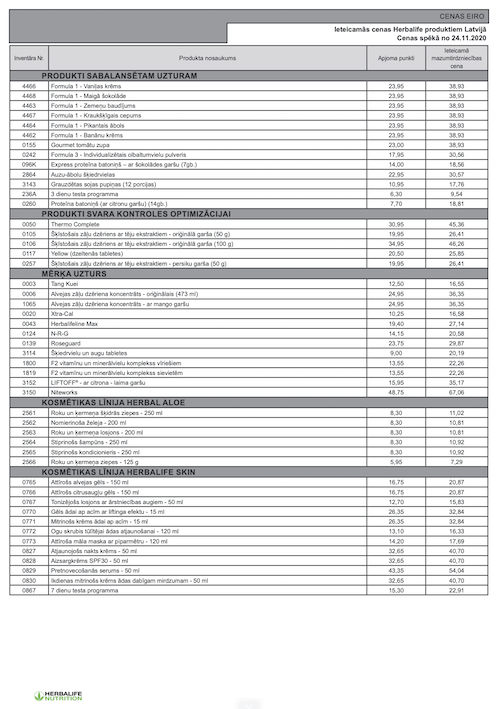 CENAS EIRO
Ieteicamās cenas Herbalife produktiem Latvijā
Cenas spēkā no 24.11.2020
Inventārs Nr. Produkta nosaukums Apjoma punkti Ieteicamā mazumtirdzniecības cena
PRODUKTI SABALANSĒTAM UZTURAM
4466 Formula 1 - Vaniļas krēms 23,95 38,93
4468 Formula 1 - Maigā šokolāde 23,95 38,93
4463 Formula 1 - Zemeņu baudījums 23,95 38,93
4467 Formula 1 - Kraukšķīgais cepums 23,95 38,93
4464 Formula 1 - Pikantais ābols 23,95 38,93
4462 Formula 1 - Banānu krēms 23,95 38,93
0155 Gourmet tomātu zupa 23,00 38,93
0242 Formula 3 - Individualizētais olbaltumvielu pulveris 17,95 30,56
096K Express proteīna batoniņš – ar šokolādes garšu (7gb.) 14,00 18,56
2864 Auzu-ābolu šķiedrvielas 22,95 30,57
3143 Grauzdētas sojas pupiņas (12 porcijas) 10,95 17,76
236A 3 dienu testa programma 6,30 9,54
0260 Proteīna batoniņi (ar citronu garšu) (14gb.) 7,70 18,81
PRODUKTI SVARA KONTROLES OPTIMIZĀCIJAI
0050 Thermo Complete 30,95 45,36
0105 Šķīstošais zāļu dzēriens ar tēju ekstraktiem - oriģinālā garša (50 g) 19,95 26,41
0106 Šķīstošais zāļu dzēriens ar tēju ekstraktiem - oriģinālā garša (100 g) 34,95 46,26
0117 Yellow (dzeltenās tabletes) 20,50 25,85
0257 Šķīstošais zāļu dzēriens ar tēju ekstraktiem - persiku garša (50 g) 19,95 26,41
MĒRĶA UZTURS
0003 Tang Kuei 12,50 16,55
0006 Alvejas zāļu dzēriena koncentrāts - oriģinālais (473 ml) 24,95 36,35
1065 Alvejas zāļu dzēriena koncentrāts - ar mango garšu 24,95 36,35
0020 Xtra-Cal 10,25 16,58
0043 Herbalifeline Max 19,40 27,14
0124 N-R-G 14,15 20,58
0139 Roseguard 23,75 29,87
3114 Šķiedrvielu un augu tabletes 9,00 20,19
1800 F2 vitamīnu un minerālvielu komplekss vīriešiem 13,55 22,26
1819 F2 vitamīnu un minerālvielu komplekss sievietēm 13,55 22,26
3152 LIFTOFF® - ar citrona - laima garšu 15,95 35,17
3150 Niteworks 48,75 67,06
KOSMĒTIKAS LĪNIJA HERBAL ALOE
2561 Roku un ķermeņa šķidrās ziepes - 250 ml 8,30 11,02
2562 Nomierinoša želeja - 200 ml 8,30 10,81
2563 Roku un ķermeņa losjons - 200 ml 8,30 10,81
2564 Stiprinošs šampūns - 250 ml 8,30 10,92
2565 Stiprinošs kondicionieris - 250 ml 8,30 10,92
2566 Roku un ķermeņa ziepes - 125 g 5,95 7,29
KOSMĒTIKAS LĪNIJA HERBALIFE SKIN
0765 Attīrošs alvejas gēls - 150 ml 16,75 20,87
0766 Attīrošs citrusaugļu gēls - 150 ml 16,75 20,87
0767 Tonizējošs losjons ar ārstniecības augiem - 50 ml 12,70 15,83
0770 Gēls ādai ap acīm ar liftinga efektu - 15 ml 26,35 32,84
0771 Mitrinošs krēms ādai ap acīm - 15 ml 26,35 32,84
0772 Ogu skrubis tūlītējai ādas atjaunošanai - 120 ml 13,10 16,33
0773 Attīroša māla maska ar piparmētru - 120 ml 14,20 17,69
0827 Atjaunojošs nakts krēms - 50 ml 32,65 40,70
0828 Aizsargkrēms SPF30 - 50 ml 32,65 40,70
0829 Pretnovecošanās serums - 50 ml 43,35 54,04
0830 Ikdienas mitrinošs krēms ādas dabīgam mirdzumam - 50 ml 32,65 40,70
0867 7 dienu testa programma 15,30 22,91
HERBALIFE
NUTRITION